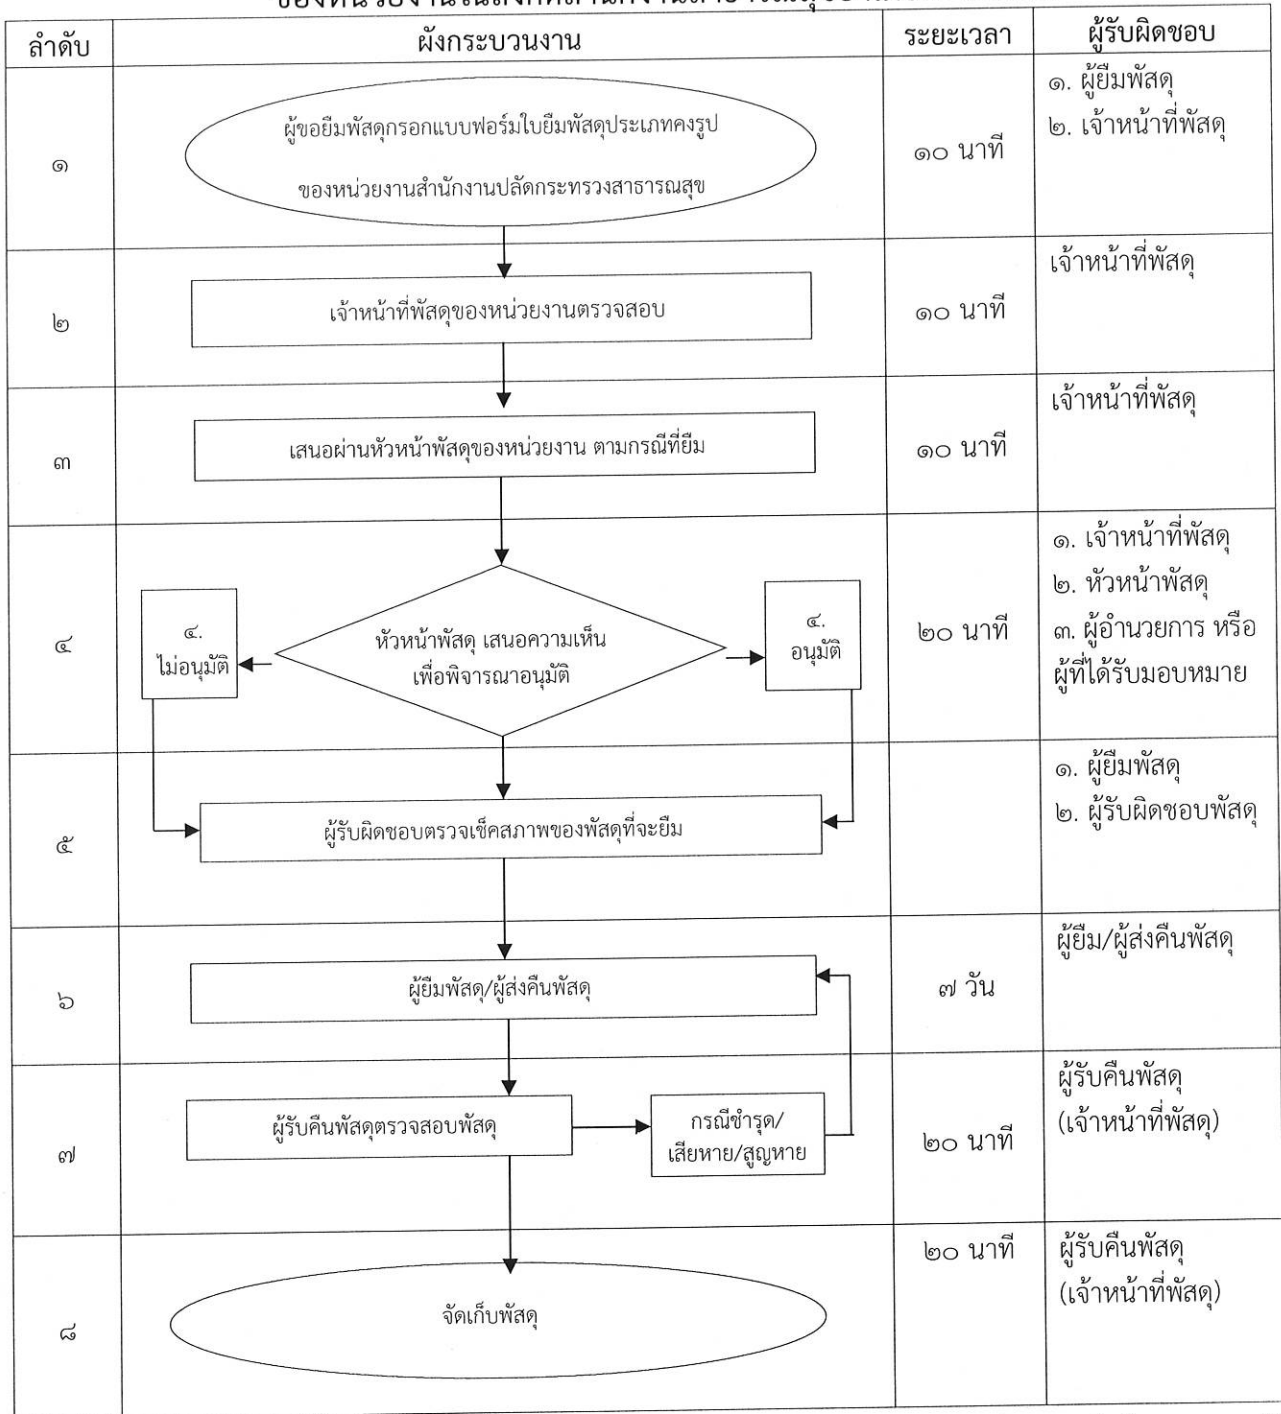 ลำดับ ผังกระบวนงาน ระยะเวลา ผู้รับผิดชอบ
๑
ผู้ขอยืมพัสดุกรอกแบบฟอร์มใบยืมพัสดุประเภทคงรูป
ของหน่วยงานสำนักงานปลัดกระทรวงสาธารณสุข
๑๐ นาที
๑. ผู้ยืมพัสดุ
๒. เจ้าหน้าที่พัสดุ
๒
เจ้าหน้าที่พัสดุของหน่วยงานตรวจสอบ
๑๐ นาที
เจ้าหน้าที่พัสดุ
๓
เสนอผ่านหัวหน้าพัสดุของหน่วยงาน ตามกรณีที่ยืม
๑๐ นาที
เจ้าหน้าที่พัสดุ
๔
๔.
ไม่อนุมัติ
หัวหน้าพัสดุ เสนอความเห็น
เพื่อพิจารณาอนุมัติ
๔.
อนุมัติ
๒๐ นาที
๑. เจ้าหน้าที่พัสดุ
๒. หัวหน้าพัสดุ
๓. ผู้อำนวยการ หรือ
ผู้ที่ได้รับมอบหมาย
๕
ผู้รับผิดชอบตรวจเช็คสภาพของพัสดุที่จะยืม
๑. ผู้ยืมพัสดุ
๒. ผู้รับผิดชอบพัสดุ
๖
ผู้ยืมพัสดุ/ผู้ส่งคืนพัสดุ
๗ วัน
ผู้ยืม/ผู้ส่งคืนพัสดุ
๗
ผู้รับคืนพัสดุตรวจสอบพัสดุ
กรณีชำรุด/
เสียหาย/สูญหาย
๒๐ นาที
ผู้รับคืนพัสดุ
(เจ้าหน้าที่พัสดุ)
๘
จัดเก็บพัสดุ
๒๐ นาที
ผู้รับคืนพัสดุ
(เจ้าหน้าที่พัสดุ)